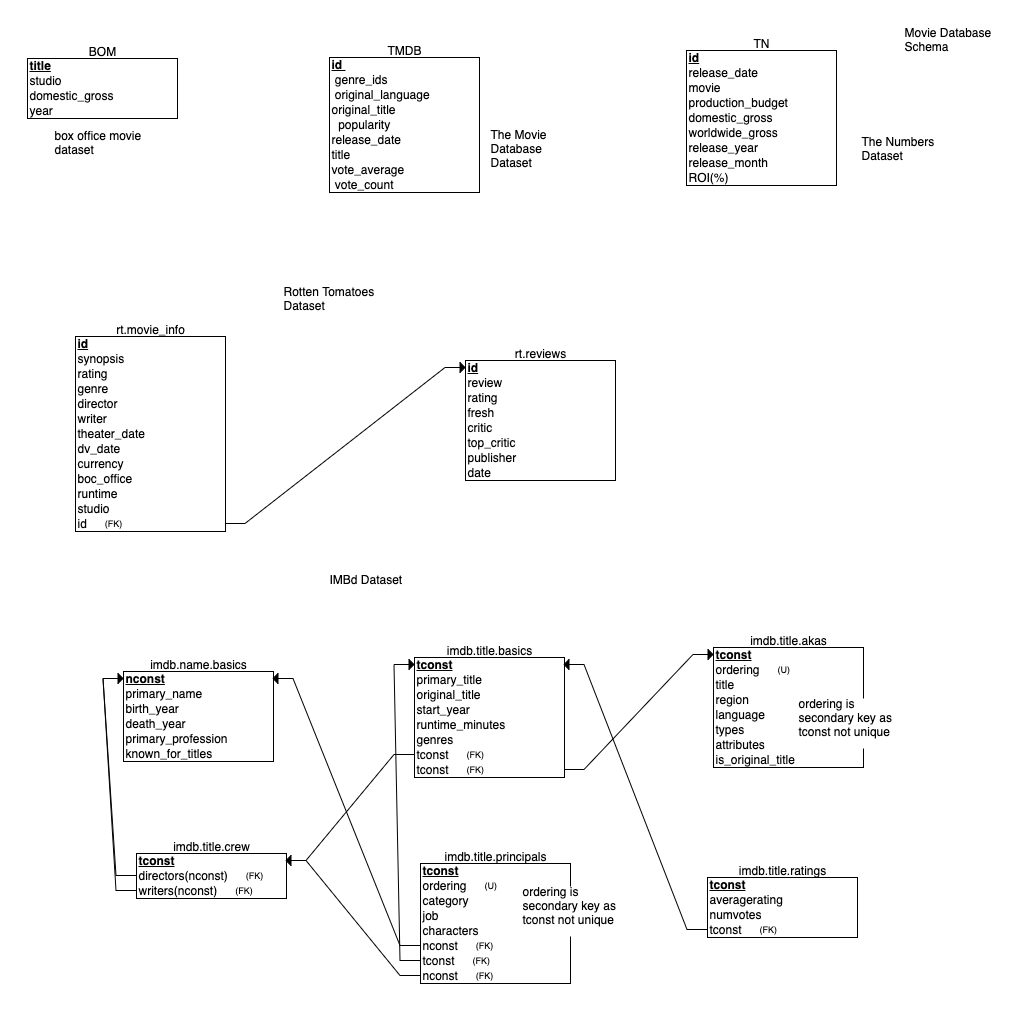 Movie Database
Schema
BOM
title
studio
domestic_gross
year
box office movie
dataset
TMDB
id
genre_ids
original_language
original_title
popularity
release_date
title
vote_average
vote_count
The Movie
Database
Dataset
TN
id
release_date
movie
production_budget
domestic_gross
worldwide_gross
release_year
release_month
ROI(%)
The Numbers
Dataset
Rotten Tomatoes
Dataset
rt.movie_info
id
synopsis
rating
genre
director
writer
theater_date
dv_date
currency
boc_office
runtime
studio
id (FK)
rt.reviews
id
review
rating
fresh
critic
top_critic
publisher
date
IMBd Dataset
imdb.name.basics
nconst
primary_name
birth_year
death_year
primary_profession
known_for_titles
imdb.title.basics
tconst
primary_title
original_title
start_year
runtime_minutes
genres
tconst (FK)
tconst (FK)
imdb.title.akas
tconst
ordering (U)
title
region
language
types
attributes
is_original_title
ordering is
secondary key as
tconst not unique
imdb.title.crew
tconst
directors(nconst) (FK)
writers(nconst) (FK)
imdb.title.principals
tconst
ordering (U)
category
job
characters
nconst (FK)
tconst (FK)
nconst (FK)
ordering is
secondary key as
tconst not unique
imdb.title.ratings
tconst
averagerating
numvotes
tconst (FK)